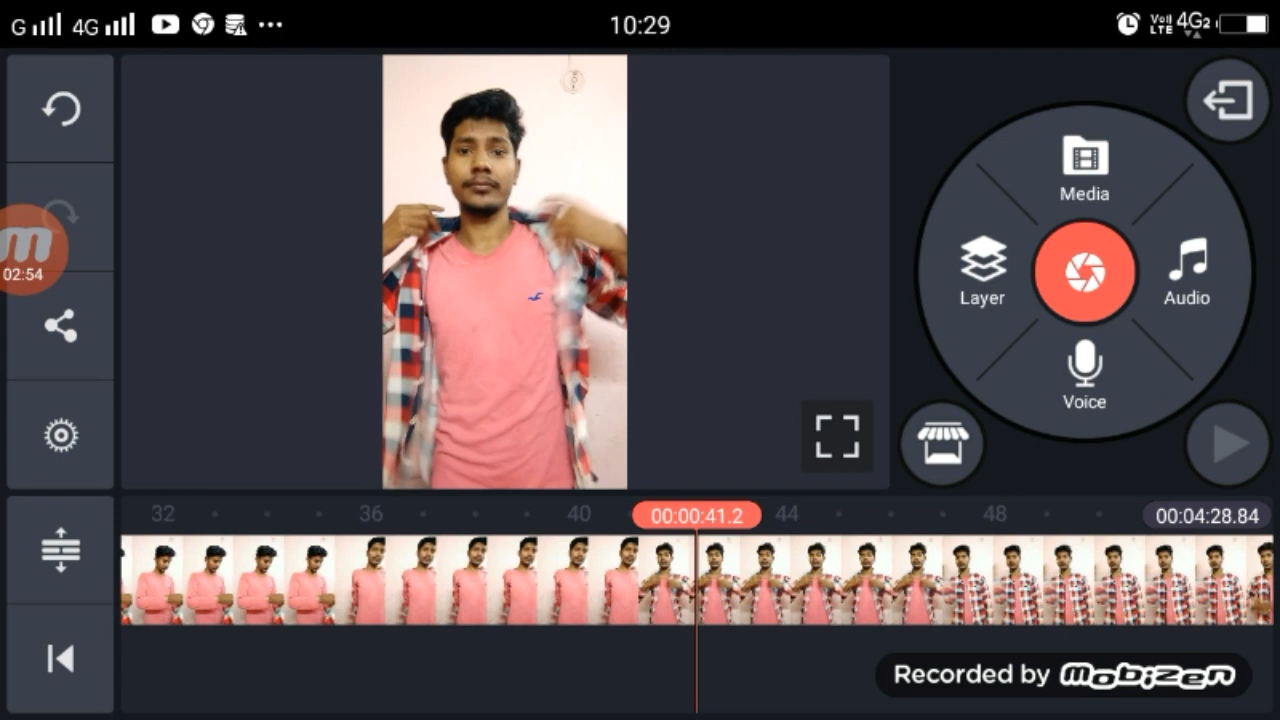 G 4G 10:29 VoII LTE 4G2
Media
Layer
Audio
Voice
m
02:54
32 36 40 00:00:41.2 44 48 00:04:28.84
Recorded by mobizen